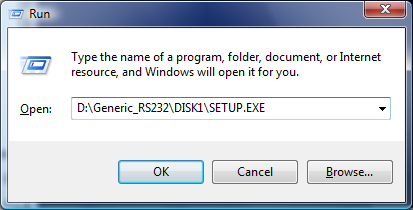 Run
Type the name of a program, folder, document, or Internet
resource, and Windows will open it for you.
Open: D:\Generic_RS232\DISK1\SETUP.EXE
OK Cancel Browse...